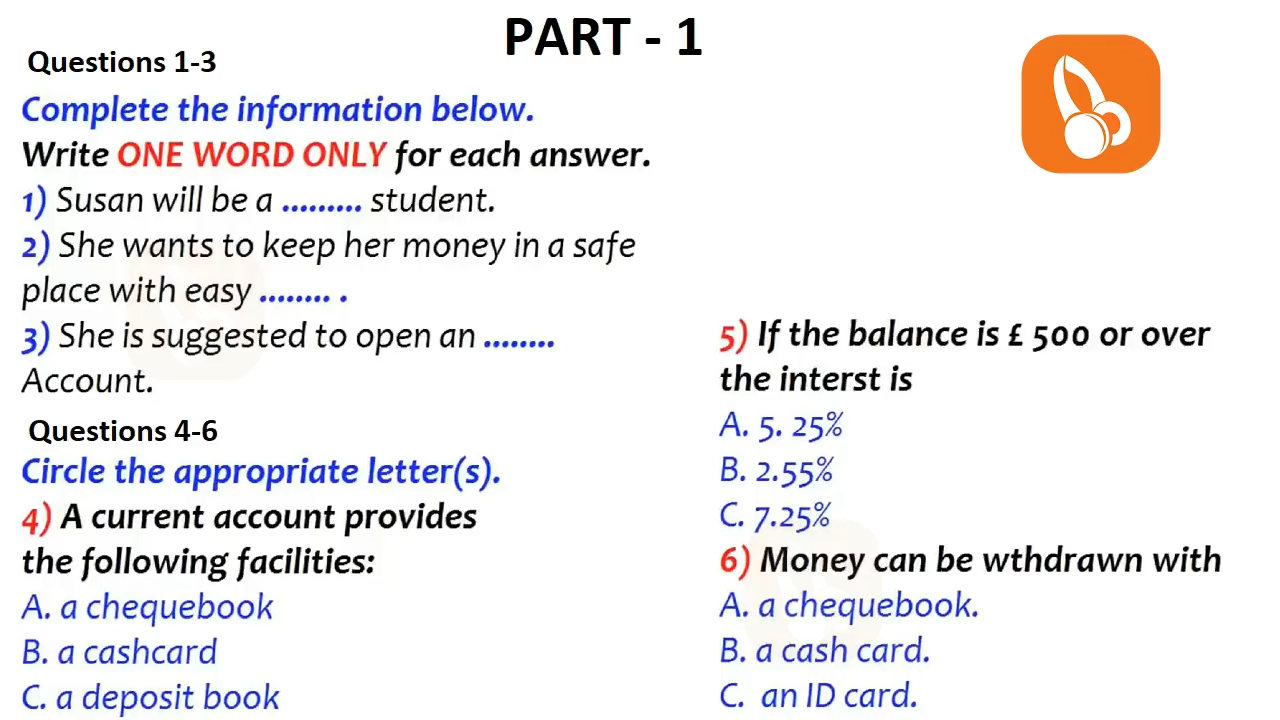 PART - 1
Questions 1-3
Complete the information below.
Write ONE WORD ONLY for each answer.
1) Susan will be a ......... student.
2) She wants to keep her money in a safe
place with easy ........ .
3) She is suggested to open an ........
Account.
Questions 4-6
Circle the appropriate letter(s).
4) A current account provides
the following facilities:
A. a chequebook
B. a cashcard
C. a deposit book
5) If the balance is £ 500 or over
the interst is
A. 5. 25%
B. 2.55%
C. 7.25%
6) Money can be wthdrawn with
A. a chequebook.
B. a cash card.
C. an ID card.